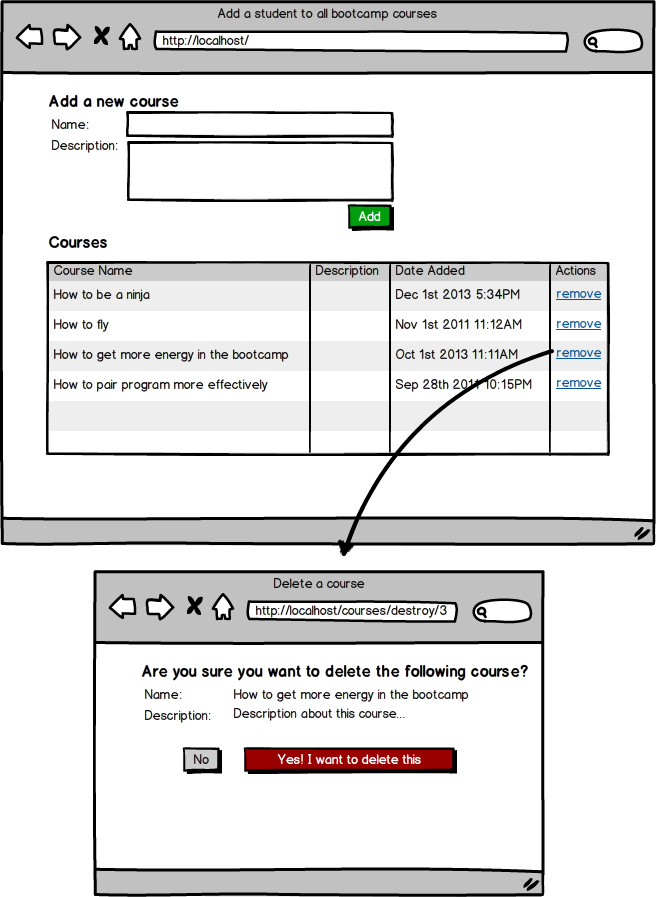 Add a student to all bootcamp courses
http://localhost/
Add a new course
Name:
Description:
Add
Courses
Course Name Description Date Added Actions
How to be a ninja Dec 1st 2013 5:34PM remove
How to fly Nov 1st 2011 11:12AM remove
How to get more energy in the bootcamp Oct 1st 2013 11:11AM remove
How to pair program more effectively Sep 28th 2011 10:15PM remove
Delete a course
http://localhost/courses/destroy/3
Are you sure you want to delete the following course?
Name: How to get more energy in the bootcamp
Description: Description about this course...
No Yes! I want to delete this